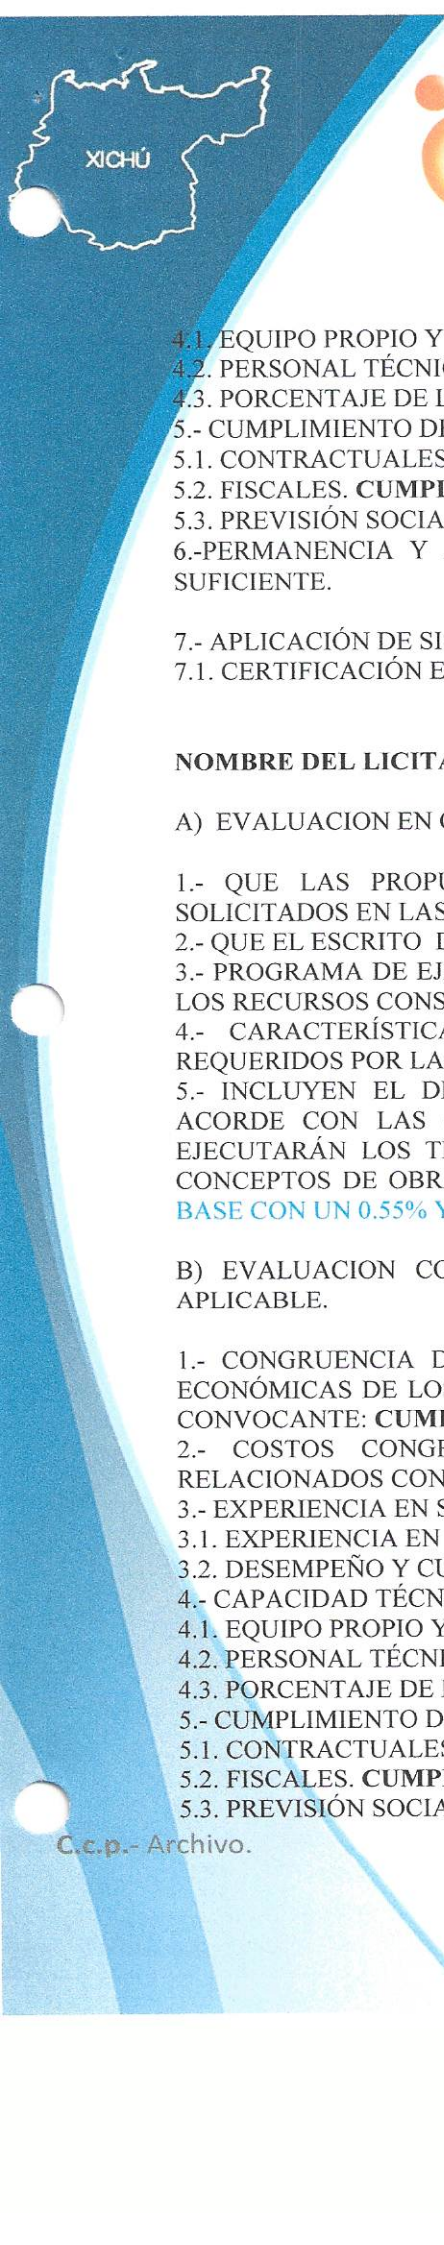 XICHÚ
4.1. EQUIPO PROPIO Y
4.2. PERSONAL TÉCNI
4.3. PORCENTAJE DE
5.- CUMPLIMIENTO
5.1. CONTRACTUALES
5.2. FISCALES. CUMP
5.3. PREVISIÓN SOCIA
6.-PERMANENCIA Y
SUFICIENTE.
7.- APLICACIÓN DE SI
7.1. CERTIFICACIÓN E
NOMBRE DEL LICITA
A) EVALUACION EN
1.- QUE LAS PROPU
SOLICITADOS EN LAS
2.- QUE EL ESCRITO
3.- PROGRAMA DE EJ
LOS RECURSOS CONS
4.- CARACTERÍSTICA
REQUERIDOS POR LA
5.- INCLUYEN EL
ACORDE CON LAS
EJECUTARÁN LOS
CONCEPTOS DE OBR
BASE CON UN 0.55% Y
B) EVALUACION CO
APLICABLE.
1.- CONGRUENCIA
ECONÓMICAS DE LO
CONVOCANTE: CUM
2.- COSTOS CONG
RELACIONADOS CON
3.- EXPERIENCIA EN
3.1. EXPERIENCIA EN
3.2. DESEMPEÑO Y CU
4.- CAPACIDAD TÉCN
4.1. EQUIPO PROPIO Y
4.2. PERSONAL TÉCNI
4.3. PORCENTAJE DE
5.- CUMPLIMIENTO D
5.1. CONTRACTUALES
5.2. FISCALES. CUMP
5.3. PREVISIÓN SOCIA
C.c.p.- Archivo.